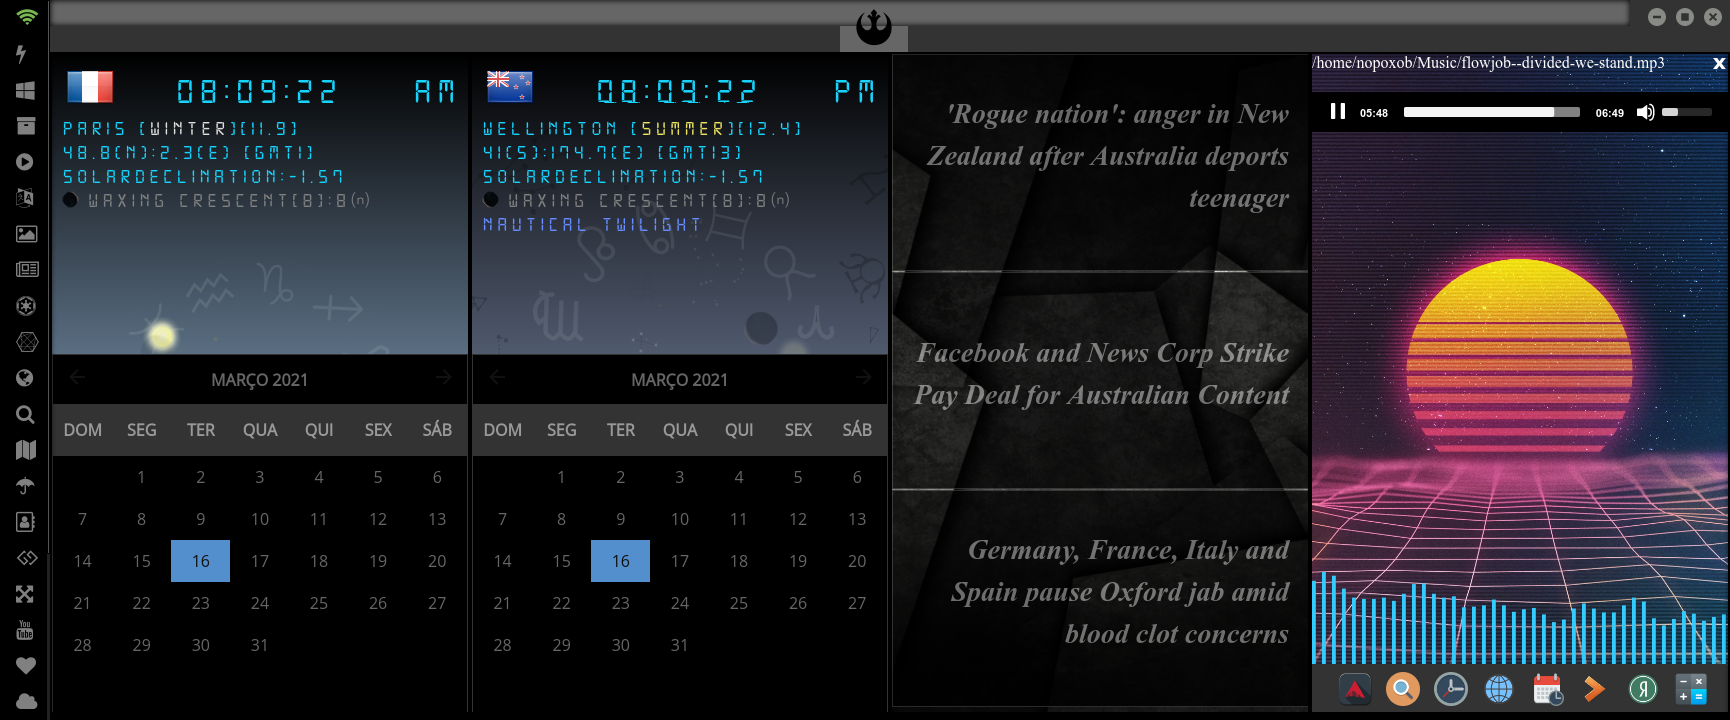 08:09:22 AM
PARIS [WINTER][11.9]
48.8(N):2.3(E) [GMT1]
SOLARDECLINATION:-1.57
WAXING CRESCENT[8]:8(n)
MARÇO 2021
DOM SEG TER QUA QUI SEX SÁB
1 2 3 4 5 6
7 8 9 10 11 12 13
14 15 16 17 18 19 20
21 22 23 24 25 26 27
28 29 30 31
08:09:22 PM
WELLINGTON [SUMMER][12.4]
41(S):174.7(E) [GMT13]
SOLARDECLINATION:-1.57
WAXING CRESCENT[8]:8(n)
NAUTICAL TWILIGHT
MARÇO 2021
DOM SEG TER QUA QUI SEX SÁB
1 2 3 4 5 6
7 8 9 10 11 12 13
14 15 16 17 18 19 20
21 22 23 24 25 26 27
28 29 30 31
'Rogue nation': anger in New
Zealand after Australia deports
teenager
Facebook and News Corp Strike
Pay Deal for Australian Content
Germany, France, Italy and
Spain pause Oxford jab amid
blood clot concerns
/home/nopoxob/Music/flowjob--divided-we-stand.mp3 x
05:48 06:49
You
Tube
Я